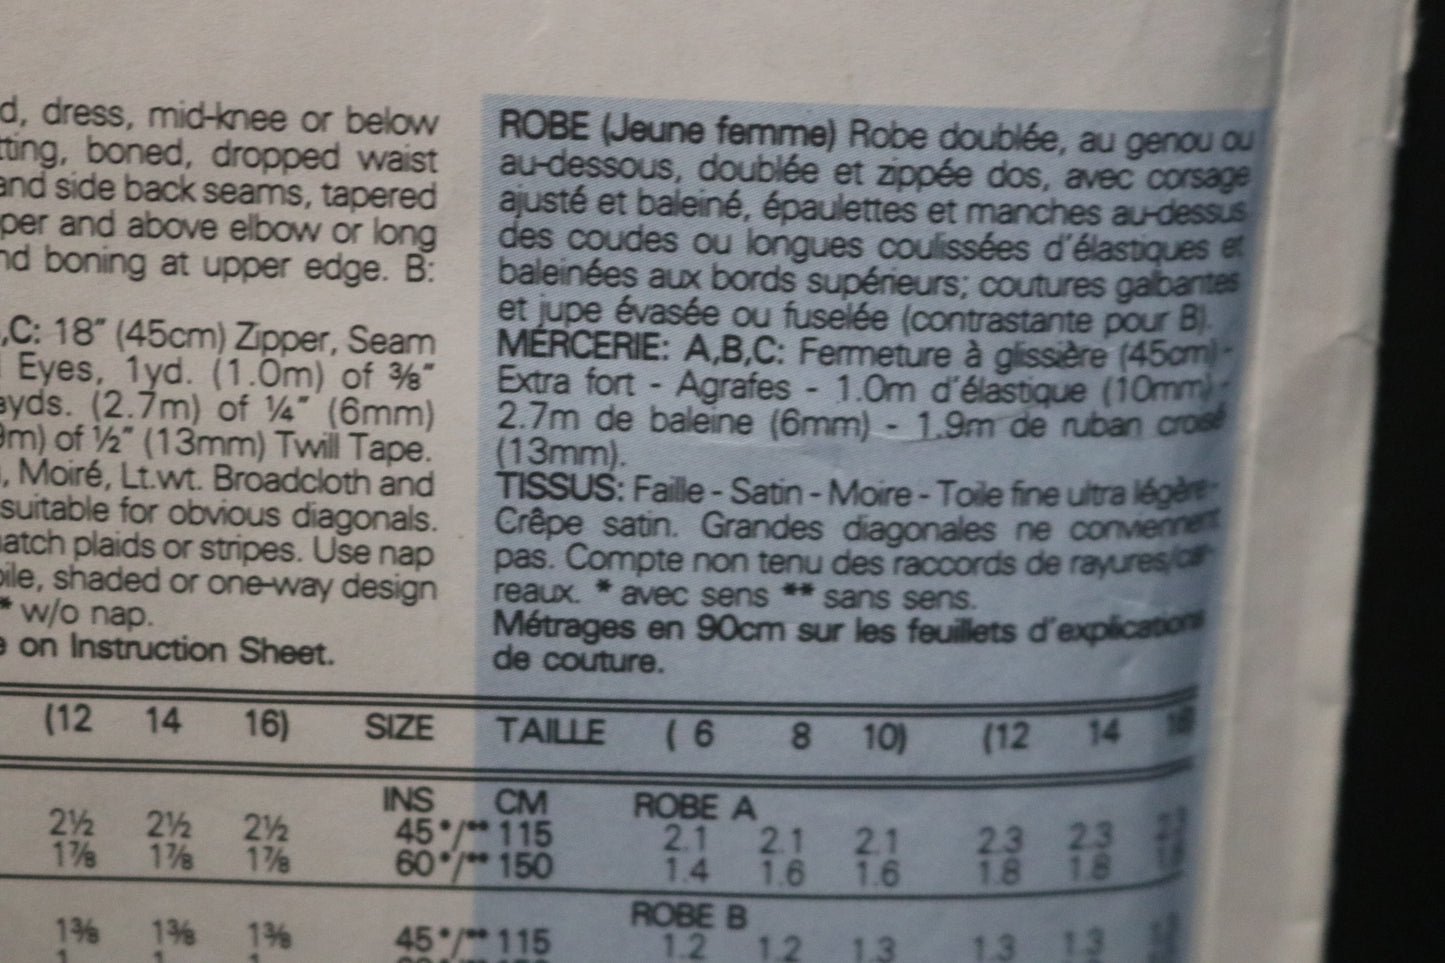 d, dress, mid-knee or below
tting, boned, dropped waist
and side back seams, tapered
per and above elbow or long
nd boning at upper edge. B:
,C: 18" (45cm) Zipper, Seam
Eyes, 1yd. (1.0m) of ⅜"
yds. (2.7m) of ¼" (6mm)
9m) of ½" (13mm) Twill Tape.
, Moiré, Lt.wt. Broadcloth and
suitable for obvious diagonals.
atch plaids or stripes. Use nap
pile, shaded or one-way design
* w/o nap.
e on Instruction Sheet.
ROBE (Jeune femme) Robe doublée, au genou ou
au-dessous, doublée et zippée dos, avec corsage
ajusté et baleiné, épaulettes et manches au-dessus
des coudes ou longues coulissées d'élastiques et
baleinées aux bords supérieurs; coutures galbantes
et jupe évasée ou fuselée (contrastante pour B).
MERCERIE: A,B,C: Fermeture à glissière (45cm) -
Extra fort - Agrafes - 1.0m d'élastique (10mm) -
2.7m de baleine (6mm) - 1.9m de ruban croisé
(13mm).
TISSUS: Faille - Satin - Moire - Toile fine ultra légère -
Crêpe satin. Grandes diagonales ne conviennent
pas. Compte non tenu des raccords de rayures/car-
reaux. * avec sens ** sans sens.
Métrages en 90cm sur les feuillets d'explications
de couture.
(12 14 16) SIZE TAILLE ( 6 8 10) (12 14 16)
INS CM ROBE A
2½ 2½ 2½ 45*/** 115 2.1 2.1 2.1 2.3 2.3
1⅞ 1⅞ 1⅞ 60*/** 150 1.4 1.6 1.6 1.8 1.8
ROBE B
1⅜ 1⅜ 1⅜ 45*/** 115 1.2 1.2 1.3 1.3 1.3